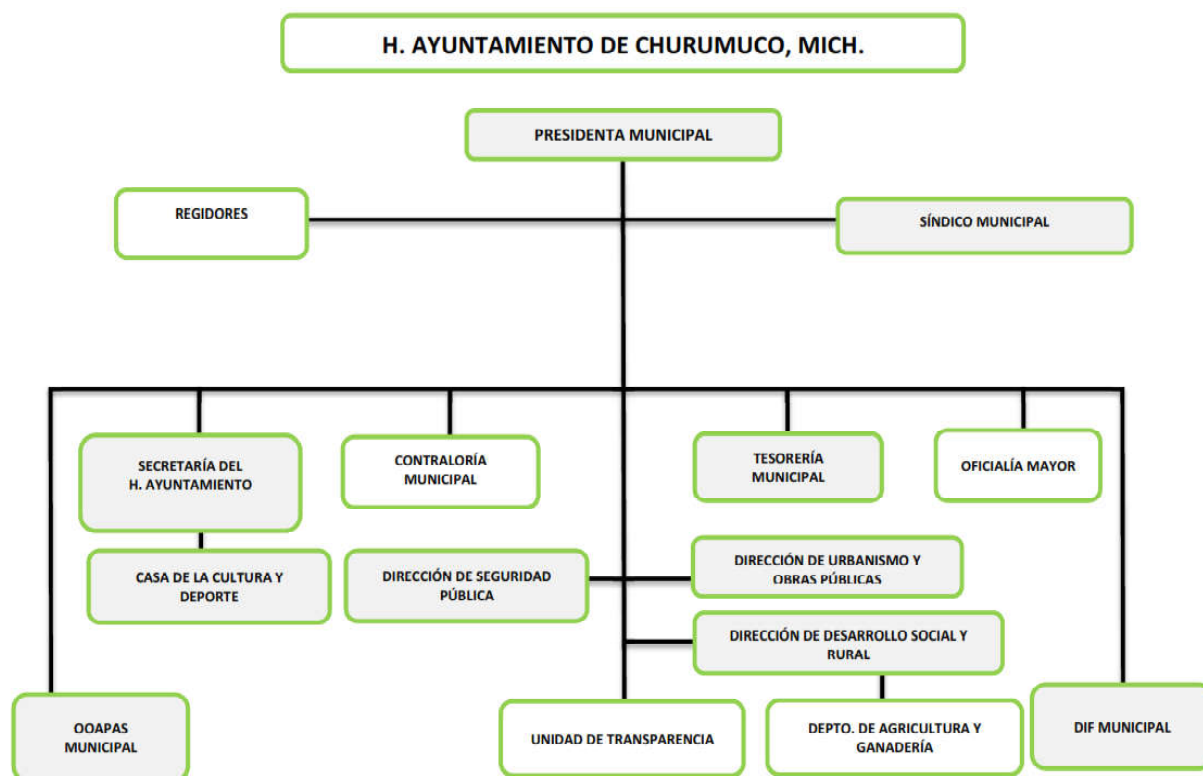 H. AYUNTAMIENTO DE CHURUMUCO, MICH.
PRESIDENTA MUNICIPAL
REGIDORES
SÍNDICO MUNICIPAL
SECRETARÍA DEL
H. AYUNTAMIENTO
CONTRALORÍA
MUNICIPAL
TESORERÍA
MUNICIPAL
OFICIALÍA MAYOR
CASA DE LA CULTURA Y
DEPORTE
DIRECCIÓN DE SEGURIDAD
PÚBLICA
DIRECCIÓN DE URBANISMO Y
OBRAS PÚBLICAS
DIRECCIÓN DE DESARROLLO SOCIAL Y
RURAL
OOAPAS
MUNICIPAL
UNIDAD DE TRANSPARENCIA
DEPTO. DE AGRICULTURA Y
GANADERÍA
DIF MUNICIPAL